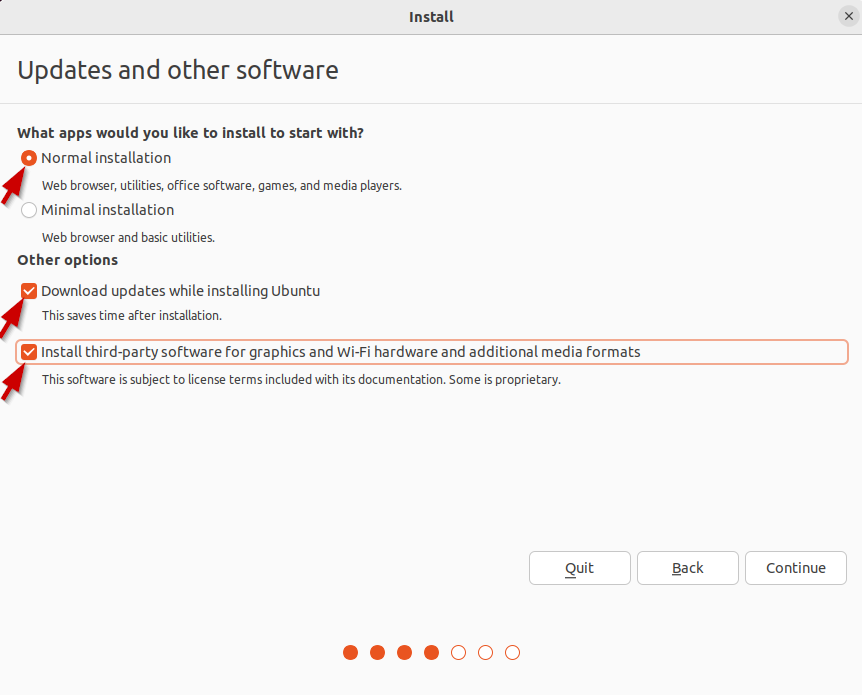 Install
Updates and other software
What apps would you like to install to start with?
Normal installation
Web browser, utilities, office software, games, and media players.
Minimal installation
Web browser and basic utilities.
Other options
Download updates while installing Ubuntu
This saves time after installation.
Install third-party software for graphics and Wi-Fi hardware and additional media formats
This software is subject to license terms included with its documentation. Some is proprietary.
Quit Back Continue